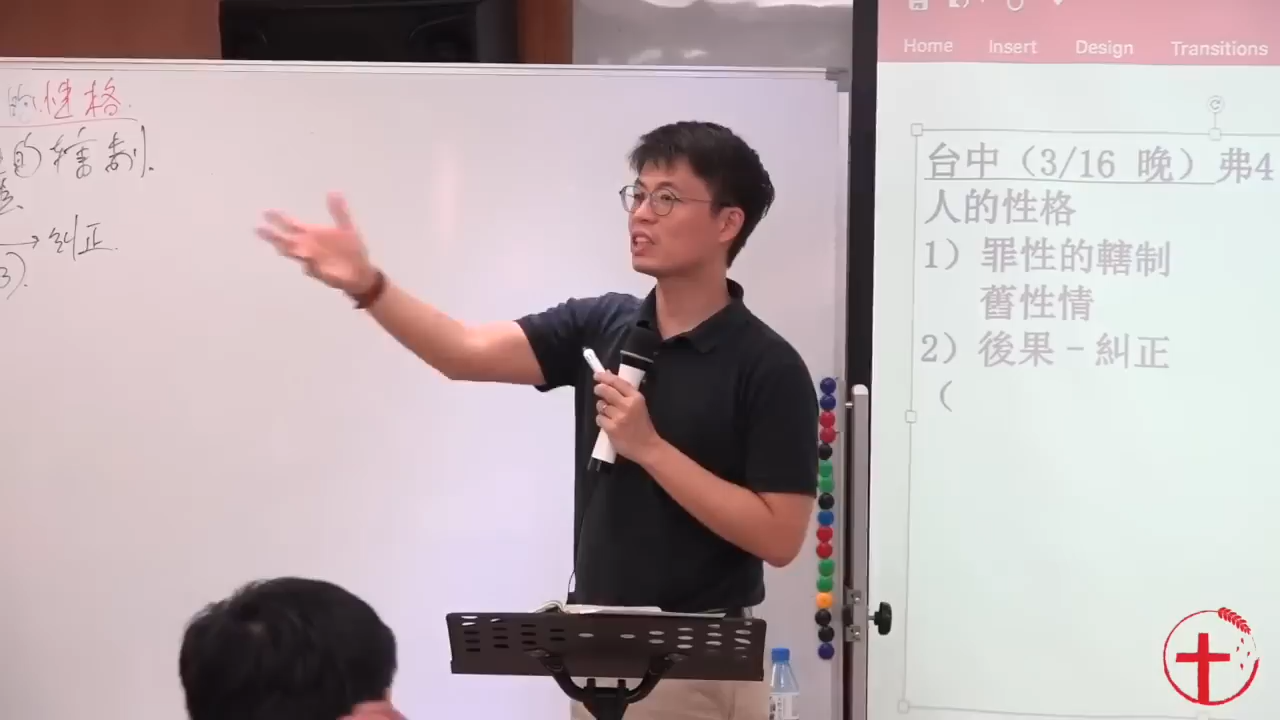 的性格.
的轄制.
→糾正.
3).
Home Insert Design Transitions
台中（3/16 晚）弗4
人的性格
1）罪性的轄制
舊性情
2）後果–糾正
（